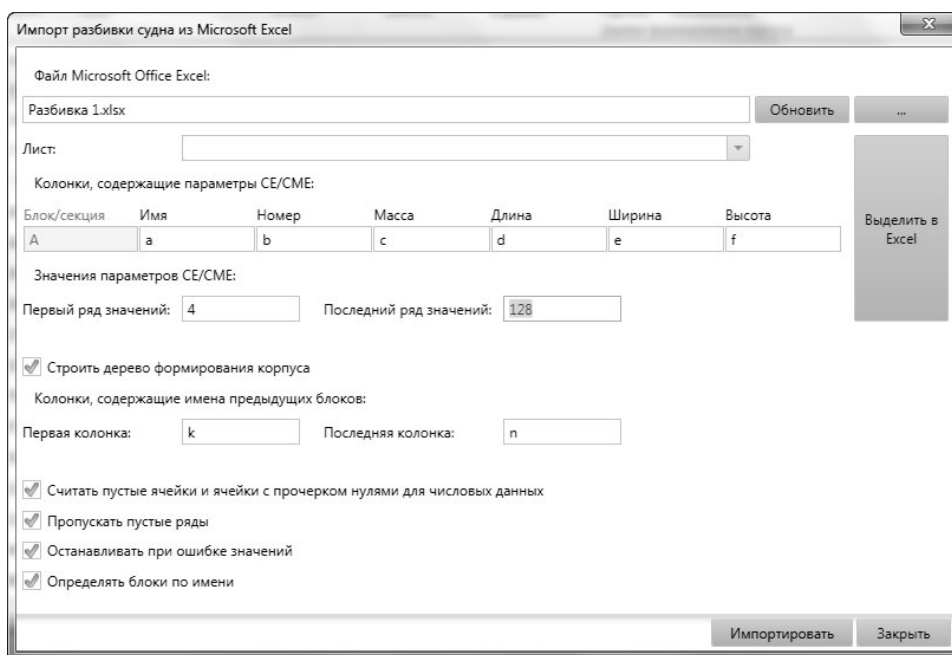 Импорт разбивки судна из Microsoft Excel
Файл Microsoft Office Excel:
Разбивка 1.xlsx Обновить ...
Лист:
Колонки, содержащие параметры СЕ/СМЕ:
Блок/секция Имя Номер Масса Длина Ширина Высота
A a b c d e f
Выделить в
Excel
Значения параметров СЕ/СМЕ:
Первый ряд значений: 4 Последний ряд значений: 128
Строить дерево формирования корпуса
Колонки, содержащие имена предыдущих блоков:
Первая колонка: k Последняя колонка: n
Считать пустые ячейки и ячейки с прочерком нулями для числовых данных
Пропускать пустые ряды
Останавливать при ошибке значений
Определять блоки по имени
Импортировать Закрыть